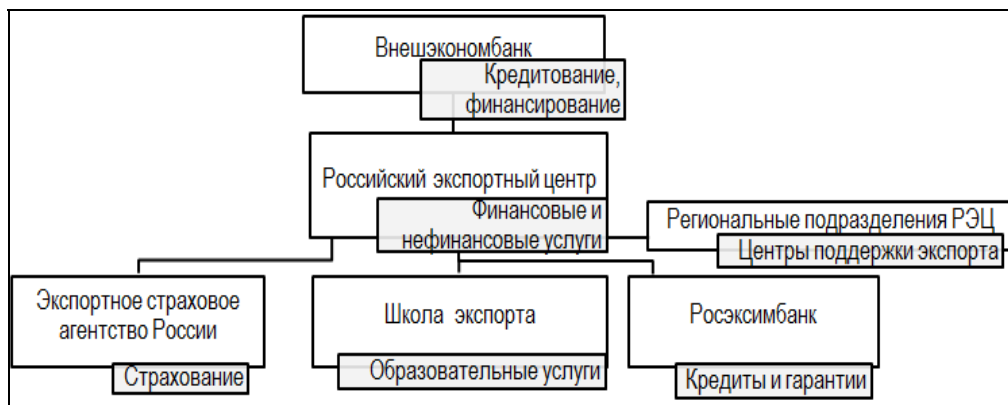 Внешэкономбанк
Кредитование,
финансирование
Российский экспортный центр
Финансовые и
нефинансовые услуги
Региональные подразделения РЭЦ
Центры поддержки экспорта
Экспортное страховое
агентство России
Страхование
Школа экспорта
Образовательные услуги
Росэксимбанк
Кредиты и гарантии